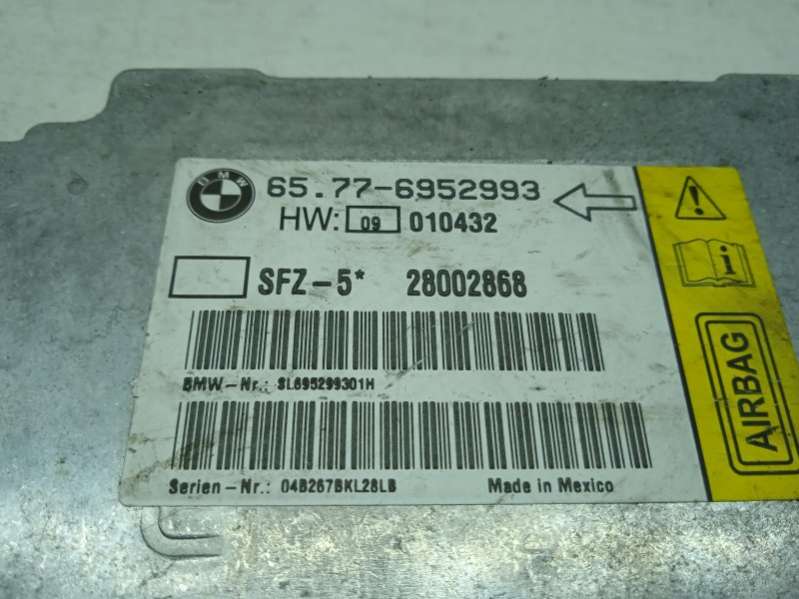 BMW
65.77-6952993
HW: 09 010432
SFZ-5* 28002868
BMW-Nr.: SL695299301H
Serien-Nr.: 04B267BKL28LB
Made in Mexico
AIRBAG